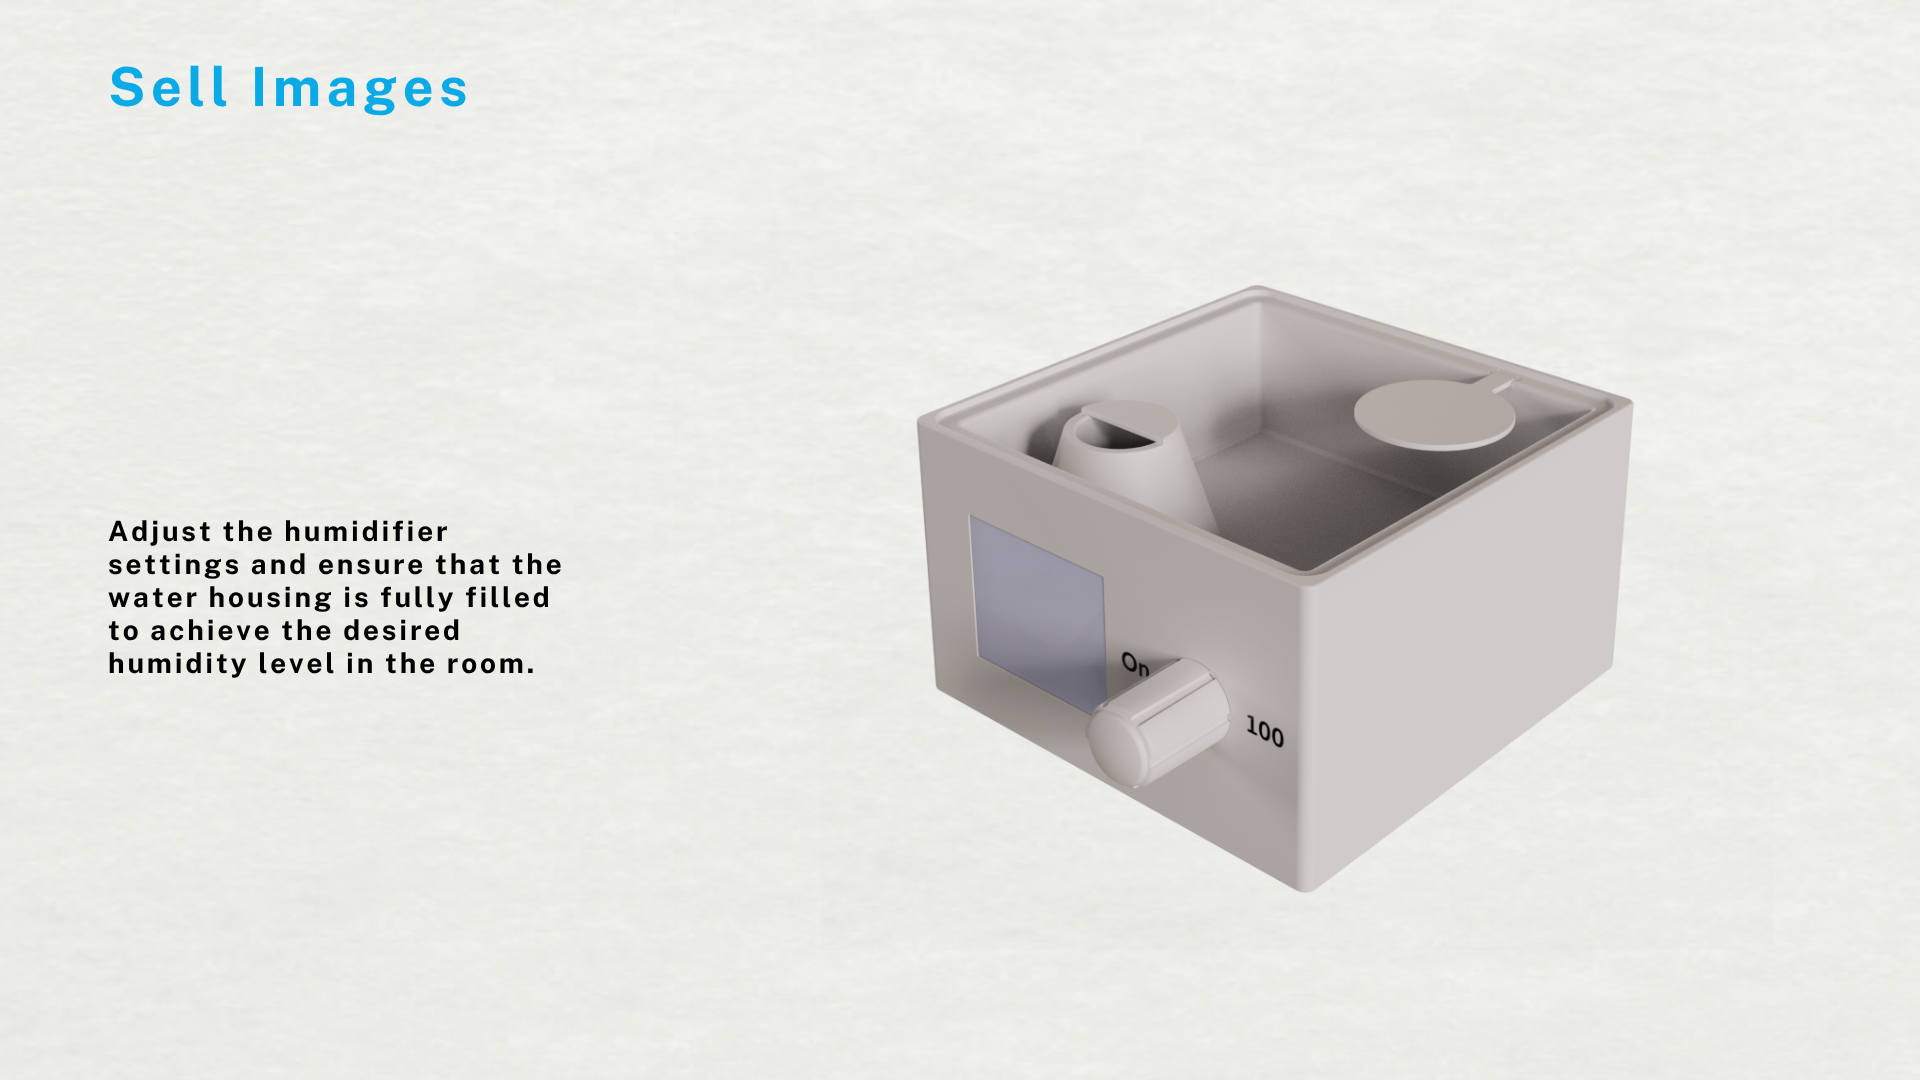 Sell Images
Adjust the humidifier
settings and ensure that the
water housing is fully filled
to achieve the desired
humidity level in the room.
On
100